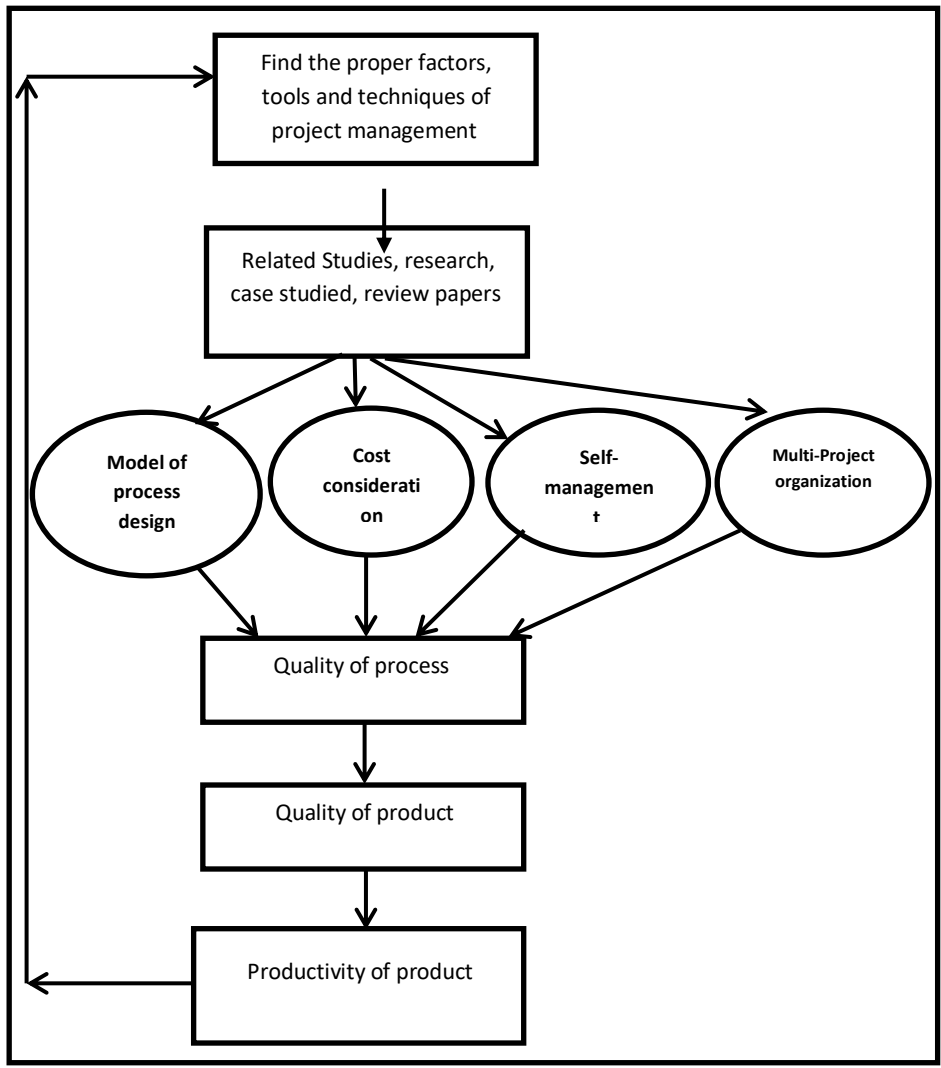 Find the proper factors,
tools and techniques of
project management
Related Studies, research,
case studied, review papers
Model of
process
design
Cost
considerati
on
Self-
managemen
t
Multi-Project
organization
Quality of process
Quality of product
Productivity of product